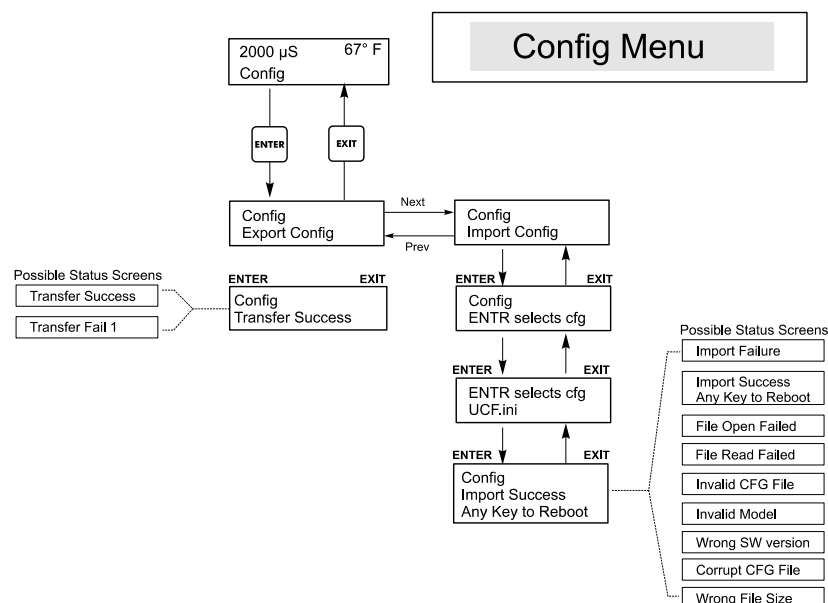 Config Menu
2000 µS 67° F
Config
ENTER
EXIT
Config
Export Config
Next
Prev
Config
Import Config
ENTER EXIT
Config
Transfer Success
Possible Status Screens
Transfer Success
Transfer Fail 1
ENTER EXIT
Config
ENTR selects cfg
ENTER EXIT
ENTR selects cfg
UCF.ini
ENTER EXIT
Config
Import Success
Any Key to Reboot
Possible Status Screens
Import Failure
Import Success
Any Key to Reboot
File Open Failed
File Read Failed
Invalid CFG File
Invalid Model
Wrong SW version
Corrupt CFG File
Wrong File Size